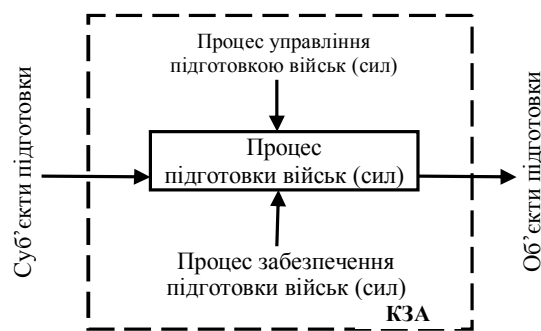 Процес управління
підготовкою військ (сил)
Суб’єкти підготовки
Процес
підготовки військ (сил)
Об’єкти підготовки
Процес забезпечення
підготовки військ (сил)
КЗА